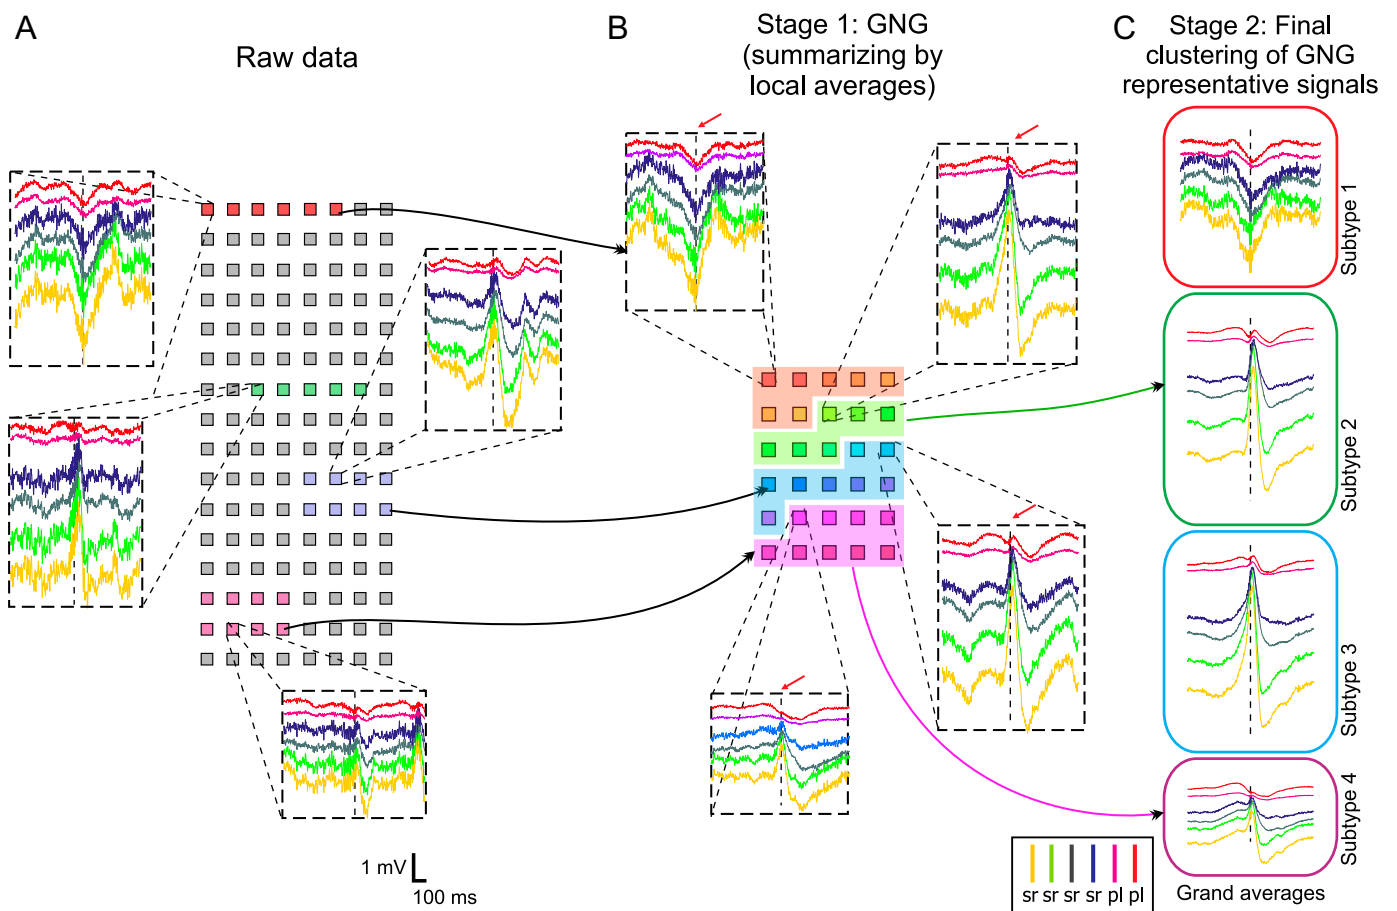 A
Raw data
B
Stage 1: GNG
(summarizing by
local averages)
C
Stage 2: Final
clustering of GNG
representative signals
Subtype 1
Subtype 2
Subtype 3
Subtype 4
1 mV
100 ms
sr sr sr sr pl pl
Grand averages